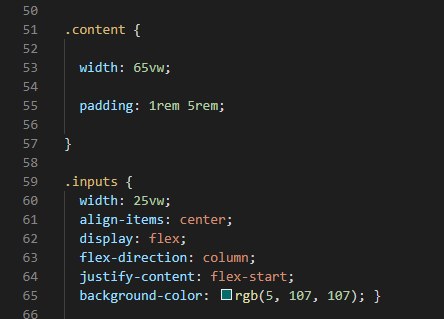 50
51 .content {
52
53 width: 65vw;
54
55 padding: 1rem 5rem;
56
57 }
58
59 .inputs {
60 width: 25vw;
61 align-items: center;
62 display: flex;
63 flex-direction: column;
64 justify-content: flex-start;
65 background-color: rgb(5, 107, 107); }
66